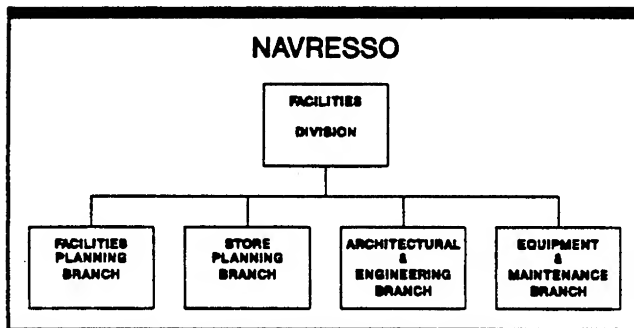 NAVRESSO
FACILITIES
DIVISION
FACILITIES
PLANNING
BRANCH
STORE
PLANNING
BRANCH
ARCHITECTURAL
&
ENGINEERING
BRANCH
EQUIPMENT
&
MAINTENANCE
BRANCH